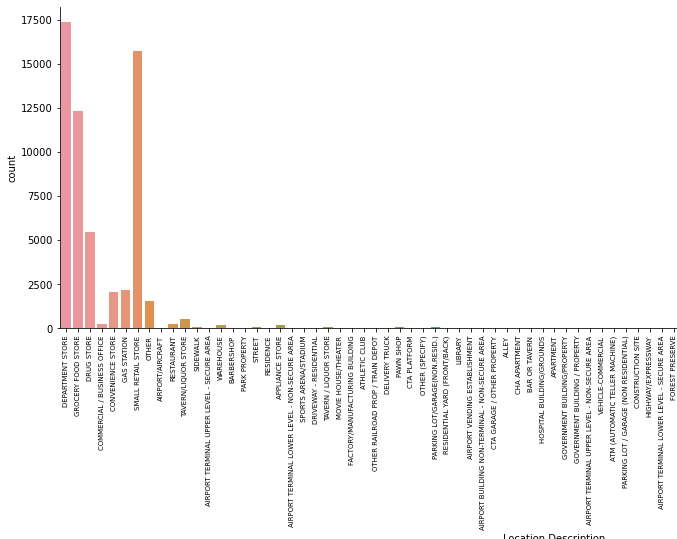 17500
15000
12500
10000
7500
5000
2500
0
count
DEPARTMENT STORE
GROCERY FOOD STORE
DRUG STORE
COMMERCIAL / BUSINESS OFFICE
CONVENIENCE STORE
GAS STATION
SMALL RETAIL STORE
OTHER
AIRPORT/AIRCRAFT
RESTAURANT
TAVERN/LIQUOR STORE
SIDEWALK
AIRPORT TERMINAL UPPER LEVEL - SECURE AREA
WAREHOUSE
BARBERSHOP
PARK PROPERTY
STREET
RESIDENCE
APPLIANCE STORE
AIRPORT TERMINAL LOWER LEVEL - NON-SECURE AREA
SPORTS ARENA/STADIUM
DRIVEWAY - RESIDENTIAL
TAVERN / LIQUOR STORE
MOVIE HOUSE/THEATER
FACTORY/MANUFACTURING BUILDING
ATHLETIC CLUB
OTHER RAILROAD PROP / TRAIN DEPOT
DELIVERY TRUCK
PAWN SHOP
CTA PLATFORM
OTHER (SPECIFY)
PARKING LOT/GARAGE(NON.RESID.)
RESIDENTIAL YARD (FRONT/BACK)
LIBRARY
AIRPORT VENDING ESTABLISHMENT
AIRPORT BUILDING NON-TERMINAL - NON-SECURE AREA
CTA GARAGE / OTHER PROPERTY
ALLEY
CHA APARTMENT
BAR OR TAVERN
HOSPITAL BUILDING/GROUNDS
APARTMENT
GOVERNMENT BUILDING/PROPERTY
GOVERNMENT BUILDING / PROPERTY
AIRPORT TERMINAL UPPER LEVEL - NON-SECURE AREA
VEHICLE-COMMERCIAL
ATM (AUTOMATIC TELLER MACHINE)
PARKING LOT / GARAGE (NON RESIDENTIAL)
CONSTRUCTION SITE
HIGHWAY/EXPRESSWAY
AIRPORT TERMINAL LOWER LEVEL - SECURE AREA
FOREST PRESERVE
Location Description